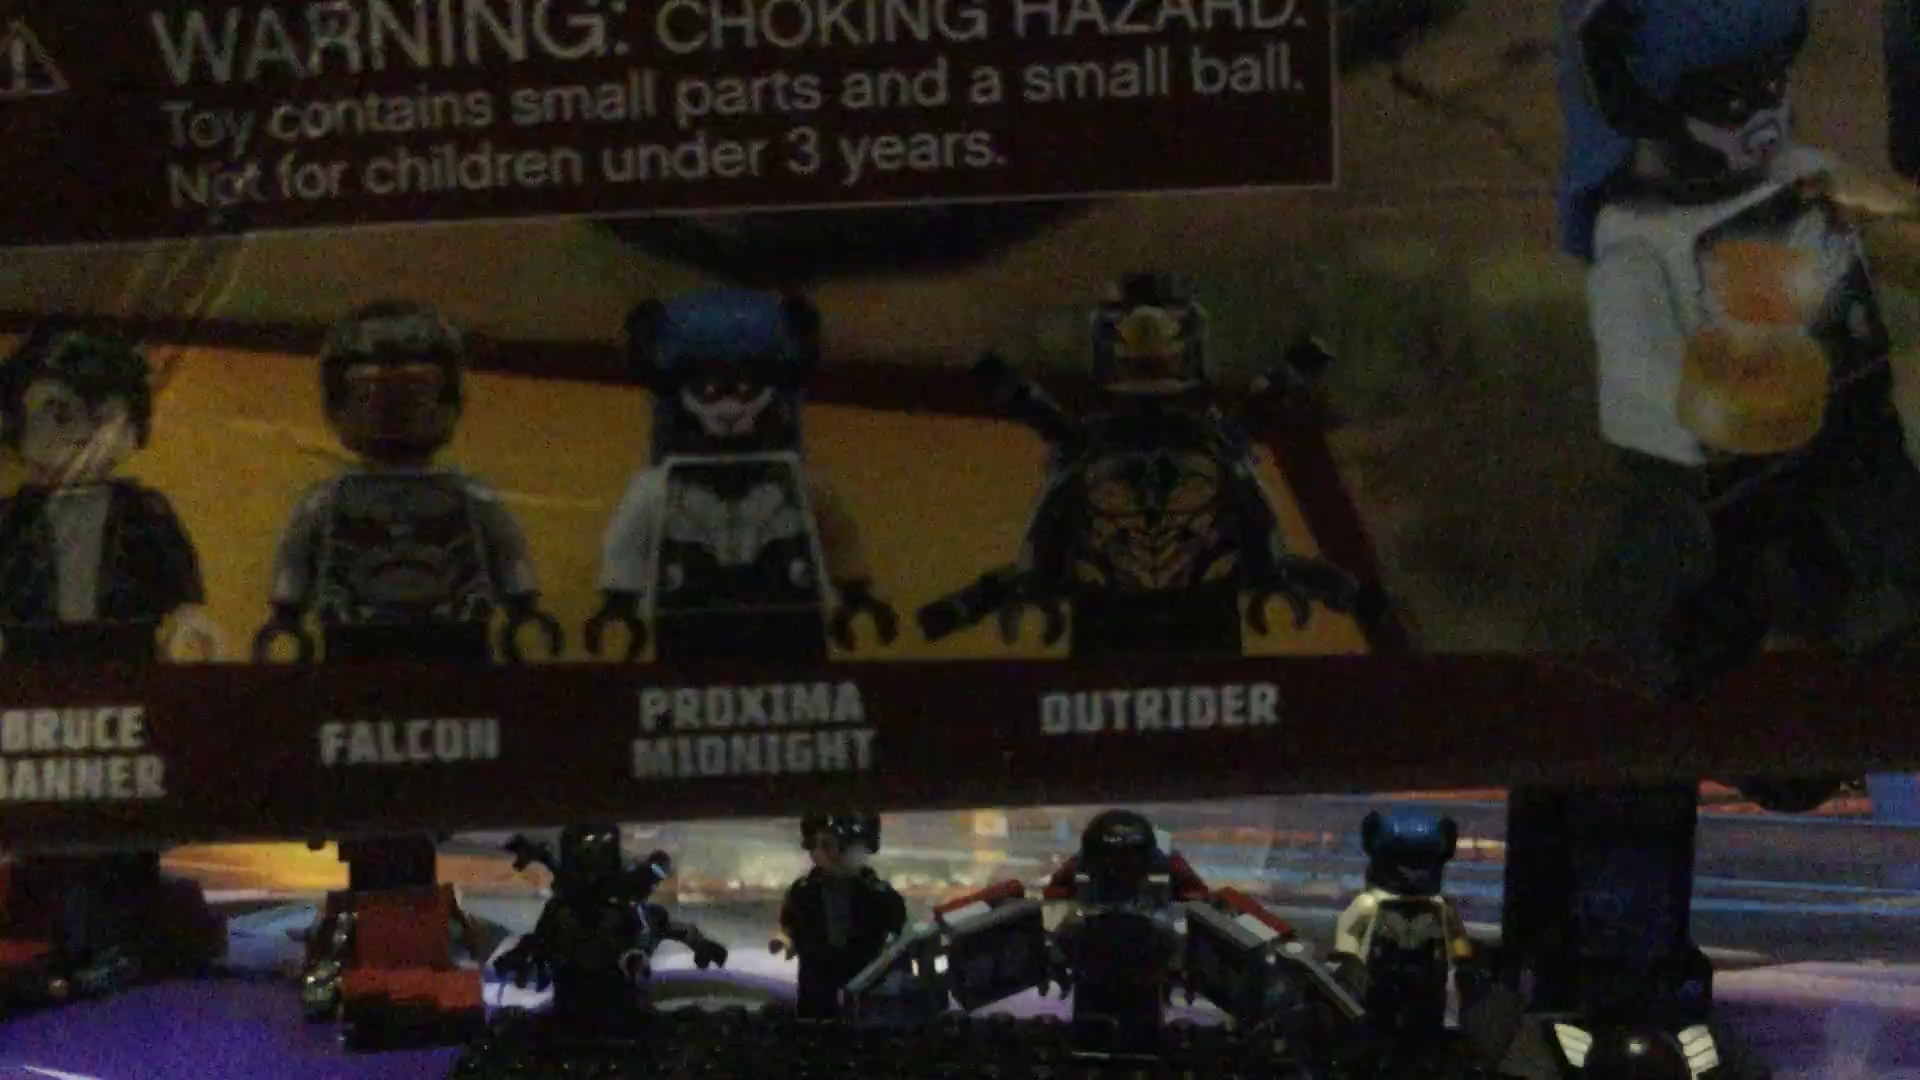 WARNING: CHOKING HAZARD.
Toy contains small parts and a small ball.
Not for children under 3 years.
BRUCE
BANNER
FALCON
PROXIMA
MIDNIGHT
OUTRIDER